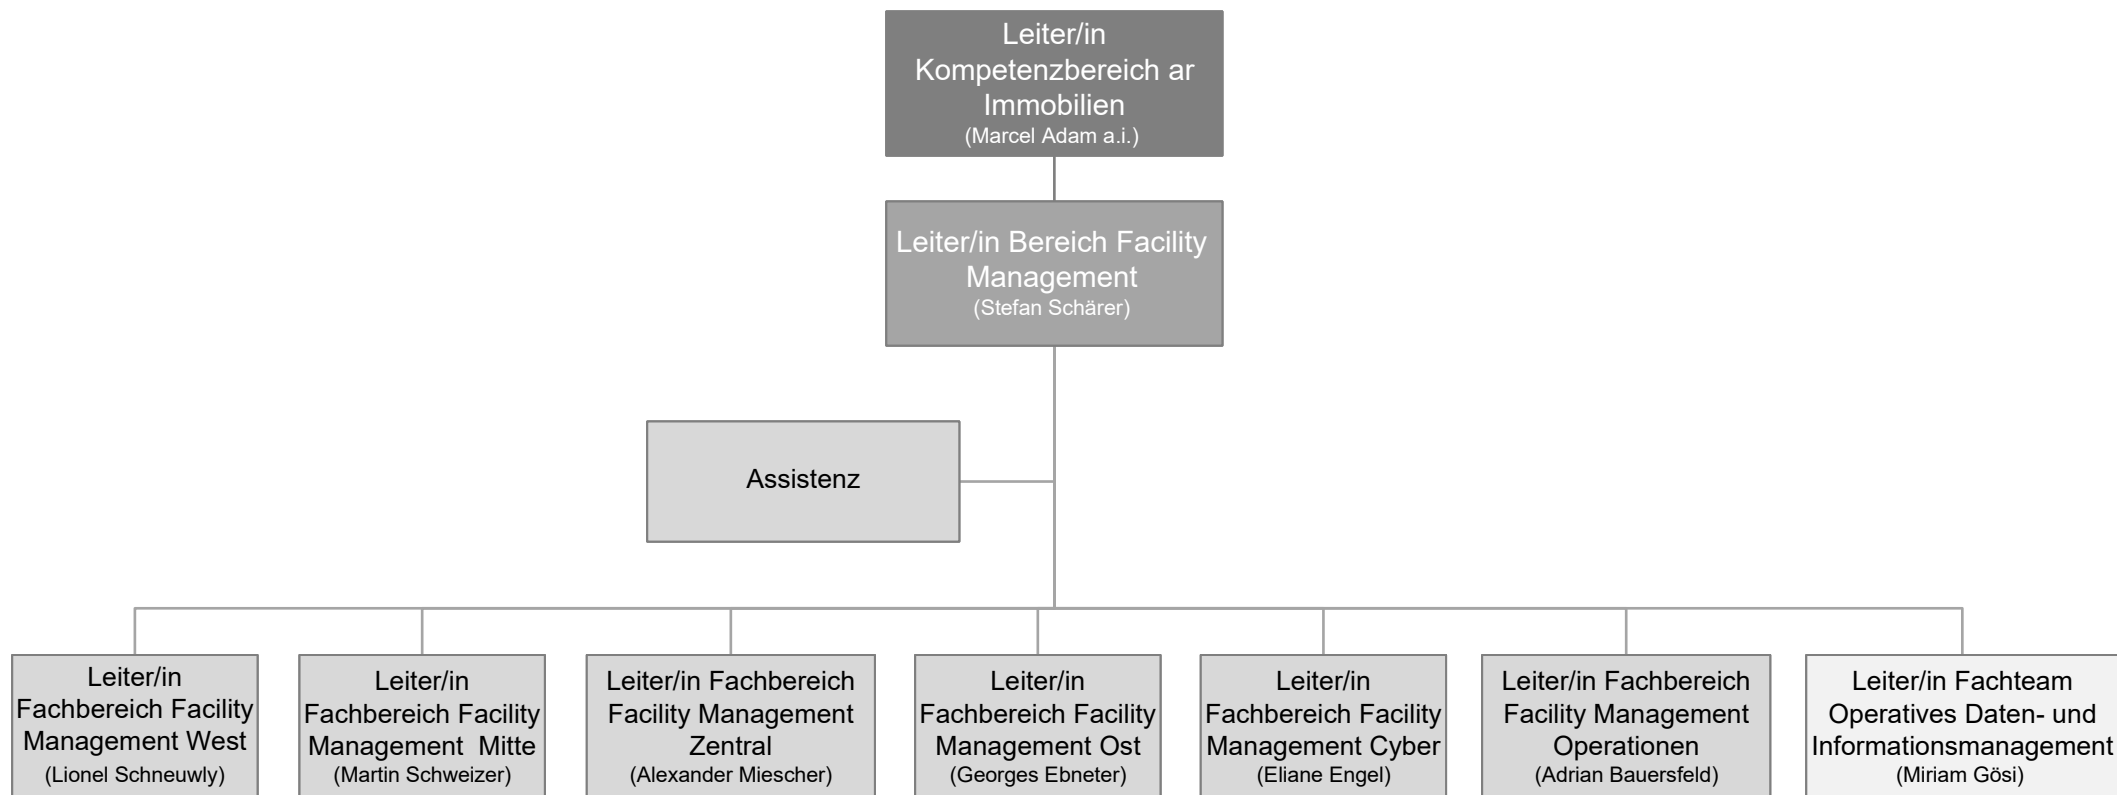 Leiter/in
Kompetenzbereich ar
Immobilien
(Marcel Adam a.i.)
Leiter/in Bereich Facility
Management
(Stefan Schärer)
Assistenz
Leiter/in
Fachbereich Facility
Management West
(Lionel Schneuwly)
Leiter/in
Fachbereich Facility
Management  Mitte
(Martin Schweizer)
Leiter/in Fachbereich
Facility Management
Zentral
(Alexander Miescher)
Leiter/in
Fachbereich Facility
Management Ost
(Georges Ebneter)
Leiter/in
Fachbereich Facility
Management Cyber
(Eliane Engel)
Leiter/in Fachbereich
Facility Management
Operationen
(Adrian Bauersfeld)
Leiter/in Fachteam
Operatives Daten- und
Informationsmanagement
(Miriam Gösi)